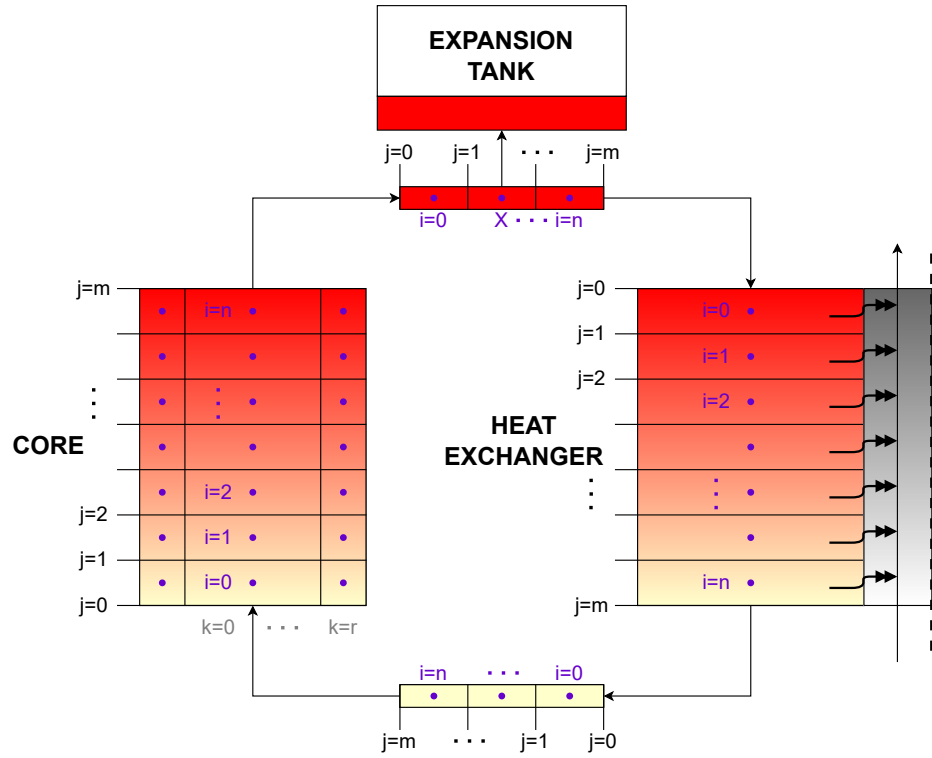 EXPANSION
TANK
j=0 j=1 · · · j=m
i=0 X · · · i=n
j=m
i=n
· · ·
· · ·
CORE
i=2
j=2
i=1
j=1
i=0
j=0
k=0 · · · k=r
j=0
i=0
j=1
i=1
j=2
i=2
HEAT
EXCHANGER
· · ·
· · ·
i=n
j=m
i=n · · · i=0
j=m · · · j=1 j=0